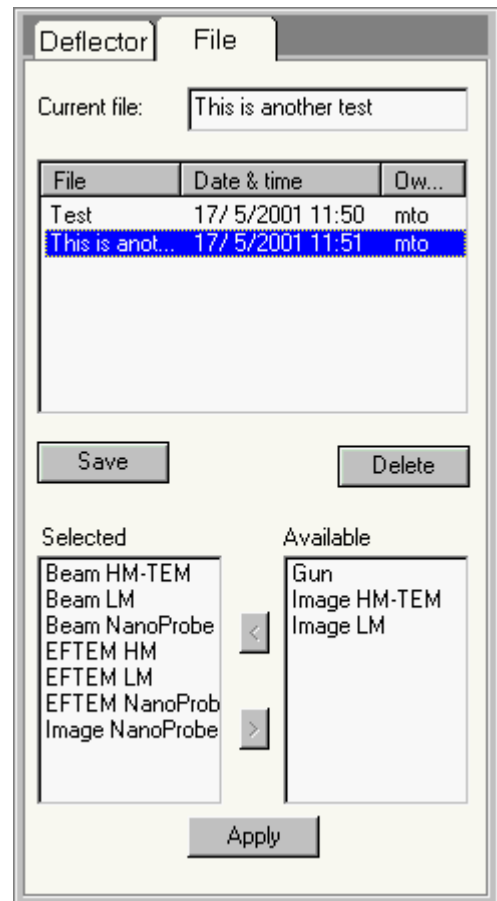 Deflector File
Current file: This is another test
File Date & time Ow...
Test 17/ 5/2001 11:50 mto
This is anot... 17/ 5/2001 11:51 mto
Save Delete
Selected Available
Beam HM-TEM Gun
Beam LM Image HM-TEM
Beam NanoProbe < Image LM
EFTEM HM
EFTEM LM
EFTEM NanoProb
Image NanoProbe >
Apply